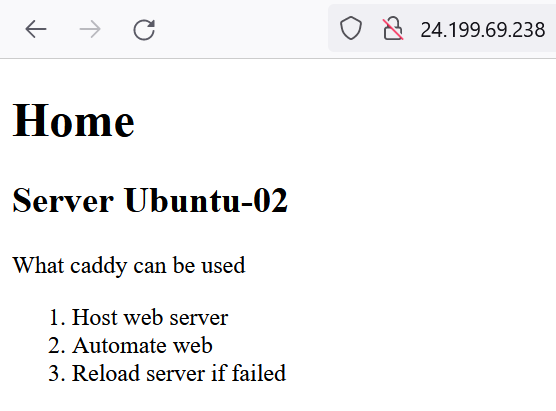 24.199.69.238
Home
Server Ubuntu-02
What caddy can be used
1. Host web server
2. Automate web
3. Reload server if failed